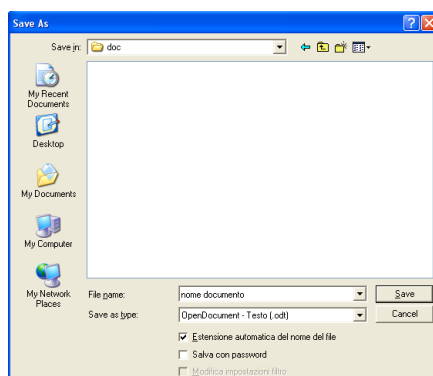 Save As
Save in:
doc
My Recent
Documents
Desktop
My Documents
My Computer
My Network
Places
File name:
nome documento
Save
Save as type:
OpenDocument - Testo (.odt)
Cancel
Estensione automatica del nome del file
Salva con password
Modifica impostazioni filtro